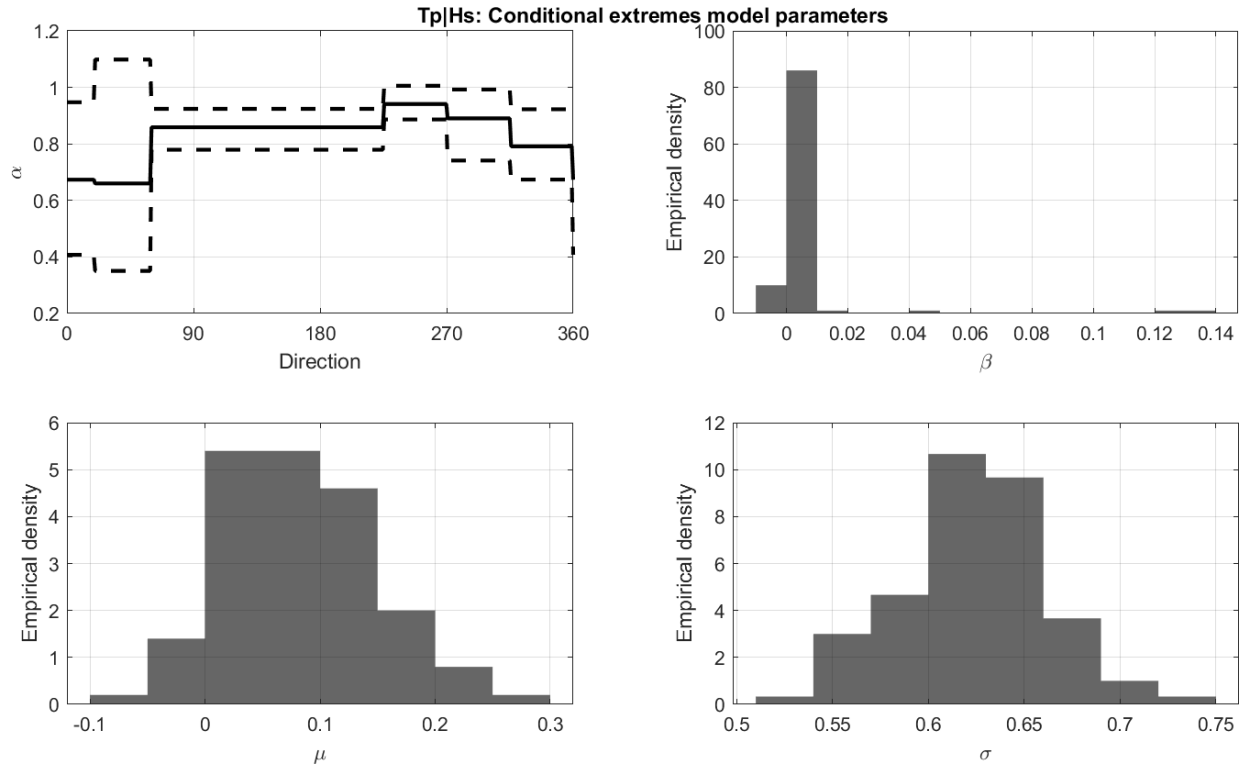 Tp|Hs: Conditional extremes model parameters
1.2
1
0.8
0.6
0.4
0.2
α
0 90 180 270 360
Direction
100
80
60
40
20
0
Empirical density
0 0.02 0.04 0.06 0.08 0.1 0.12 0.14
β
6
5
4
3
2
1
0
Empirical density
-0.1 0 0.1 0.2 0.3
μ
12
10
8
6
4
2
0
Empirical density
0.5 0.55 0.6 0.65 0.7 0.75
σ